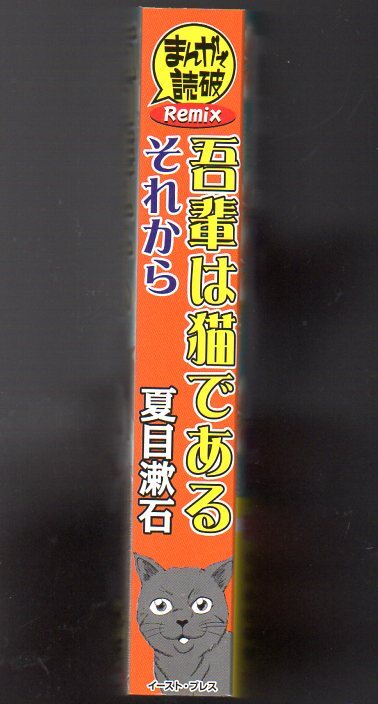 まんがで
読破
Remix
吾輩は猫である
それから
夏目漱石
イースト・プレス